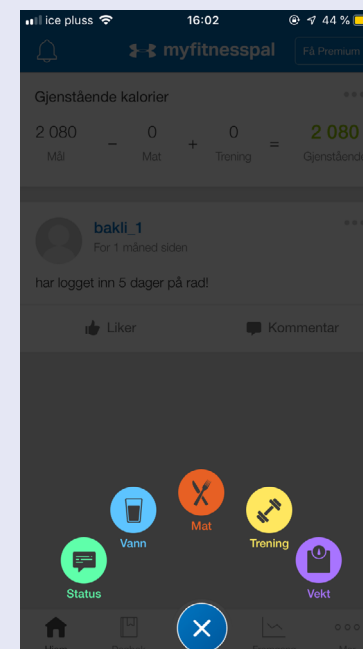 ice pluss 16:02 44 %
myfitnesspal Få Premium
Gjenstående kalorier
2 080 – 0 + 0 = 2 080
Mål Mat Trening Gjenstående
bakli_1
For 1 måned siden
har logget inn 5 dager på rad!
Liker Kommentar
Mat
Vann Trening
Status Vekt